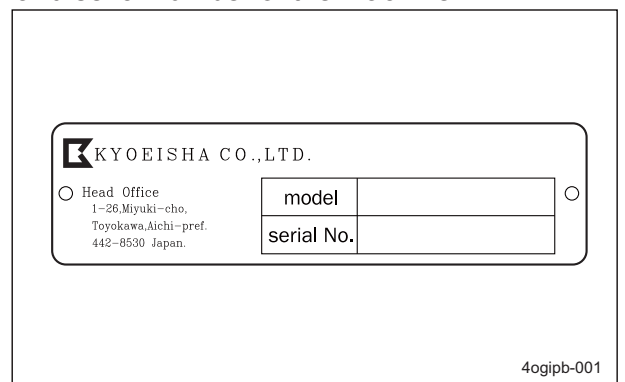 KYOEISHA CO.,LTD.
Head Office
1-26,Miyuki-cho,
Toyokawa,Aichi-pref.
442-8530 Japan.
model
serial No.
4ogipb-001